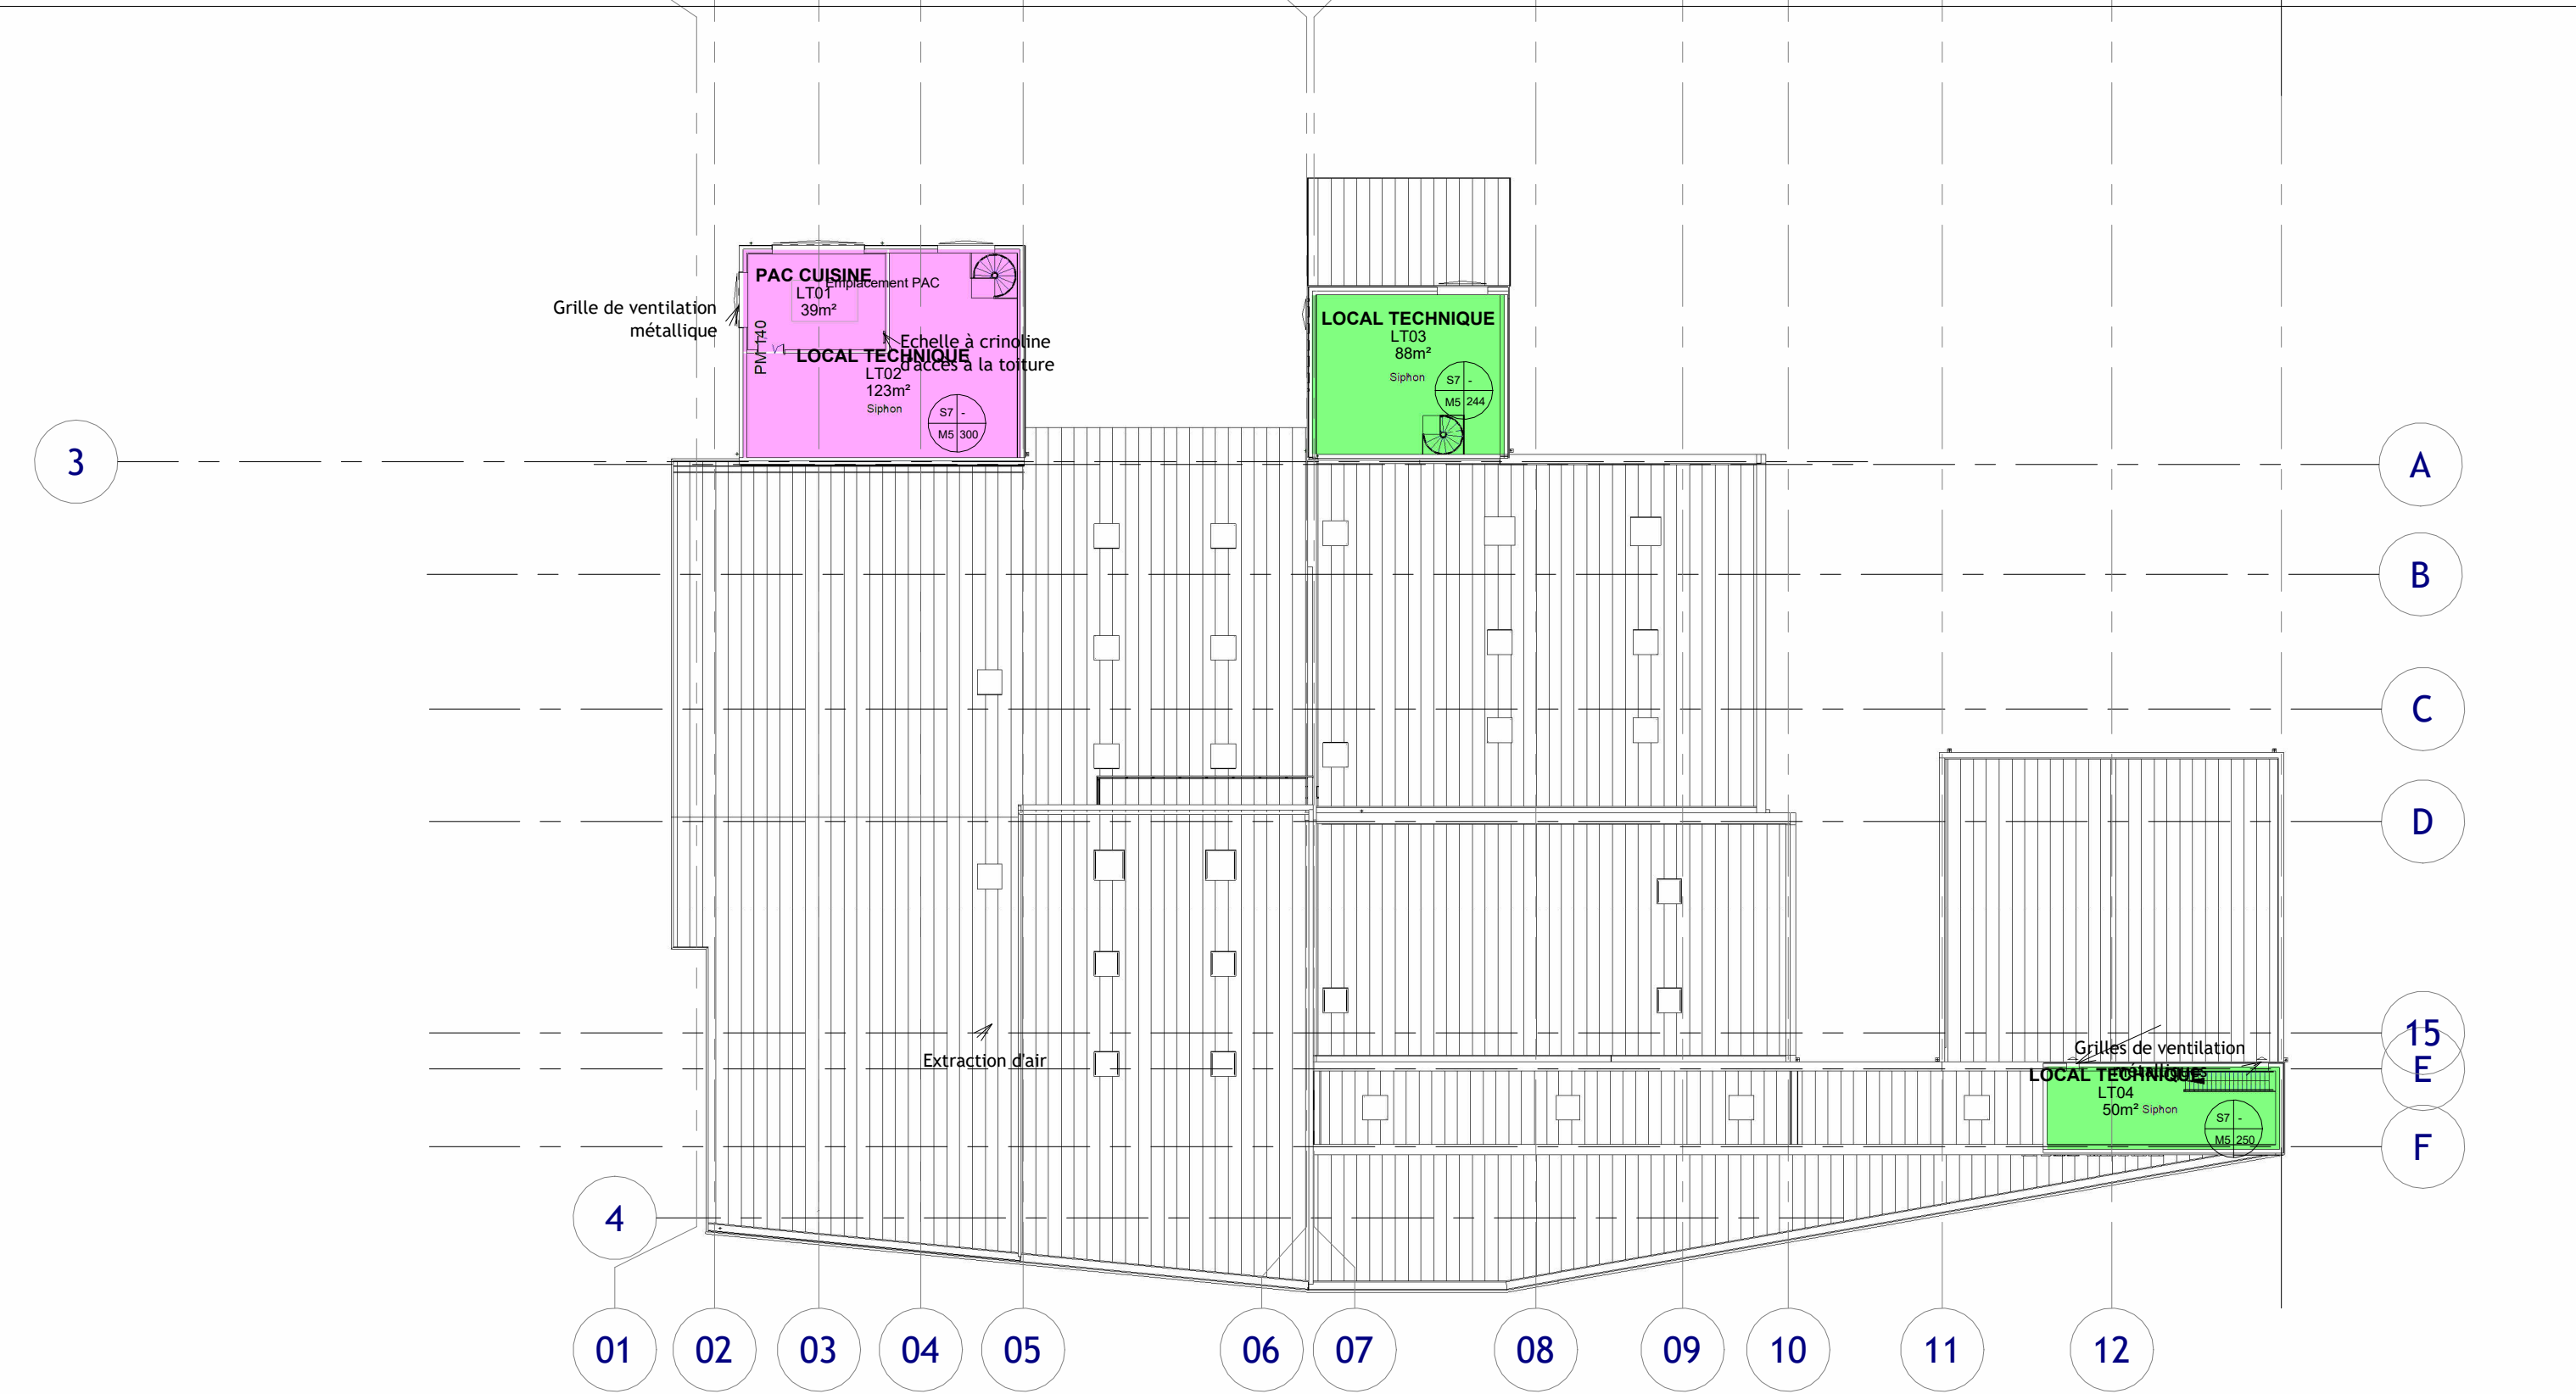 PAC CUISINE
Emplacement PAC
LT01
39m²
Grille de ventilation
métallique
PM 140
Echelle à crinoline
d'accès à la toiture
LOCAL TECHNIQUE
LT02
123m²
Siphon
S7 -
M5 300
LOCAL TECHNIQUE
LT03
88m²
Siphon
S7 -
M5 244
3
A
B
C
D
15
E
F
4
Extraction d'air
Grilles de ventilation
métalliques
LOCAL TECHNIQUE
LT04
50m² Siphon
S7 -
M5 250
01 02 03 04 05 06 07 08 09 10 11 12